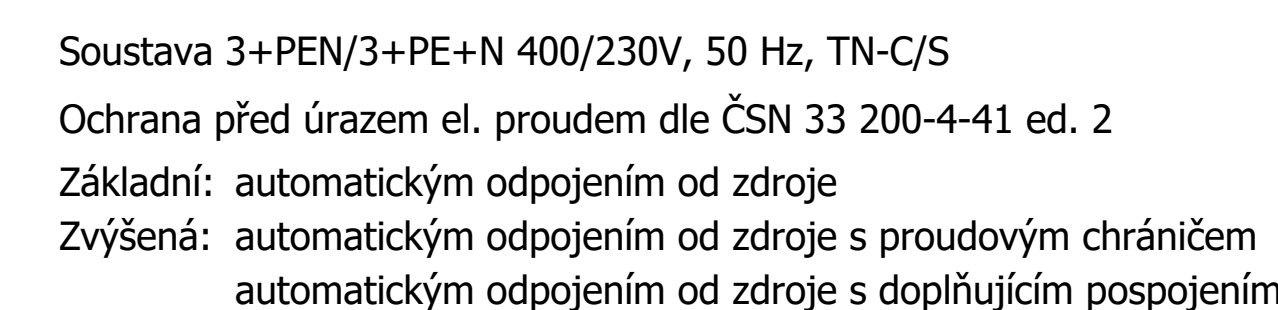 Soustava 3+PEN/3+PE+N 400/230V, 50 Hz, TN-C/S
Ochrana před úrazem el. proudem dle ČSN 33 200-4-41 ed. 2
Základní: automatickým odpojením od zdroje
Zvýšená: automatickým odpojením od zdroje s proudovým chráničem
automatickým odpojením od zdroje s doplňujícím pospojením